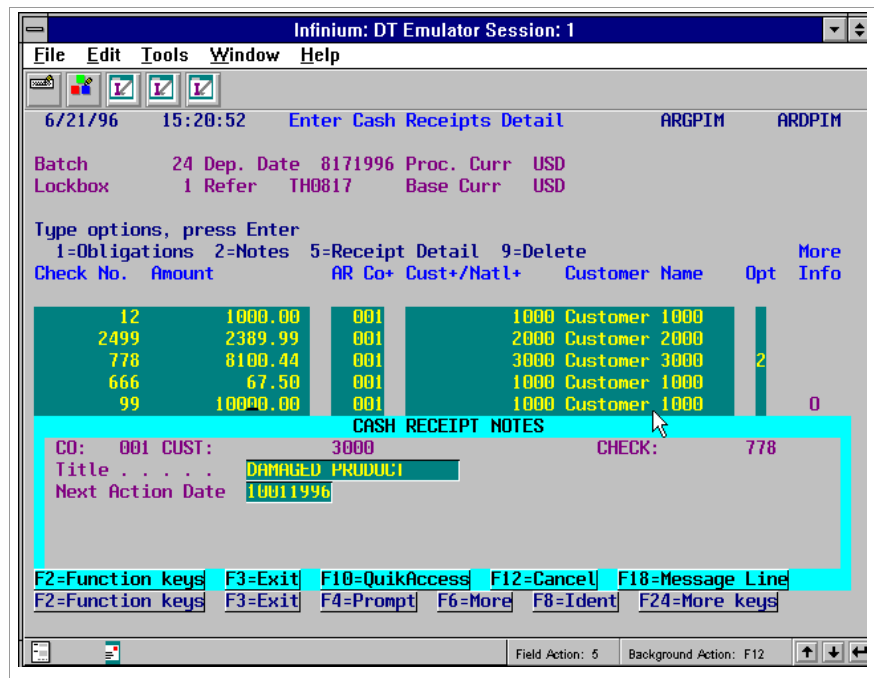 Infinium: DT Emulator Session: 1
File Edit Tools Window Help
6/21/96 15:20:52 Enter Cash Receipts Detail ARGPIM ARDPIM
Batch 24 Dep. Date 8171996 Proc. Curr USD
Lockbox 1 Refer TH0817 Base Curr USD
Type options, press Enter
1=Obligations 2=Notes 5=Receipt Detail 9=Delete More
Check No. Amount AR Co+ Cust+/Natl+ Customer Name Opt Info
12 1000.00 001 1000 Customer 1000
2499 2389.99 001 2000 Customer 2000
778 8100.44 001 3000 Customer 3000 2
666 67.50 001 1000 Customer 1000
99 10000.00 001 1000 Customer 1000 O
CASH RECEIPT NOTES
CO: 001 CUST: 3000 CHECK: 778
Title . . . . . DAMAGED PRODUCT
Next Action Date 10011996
F2=Function keys F3=Exit F10=QuikAccess F12=Cancel F18=Message Line
F2=Function keys F3=Exit F4=Prompt F6=More F8=Ident F24=More keys
Field Action: 5 Background Action: F12